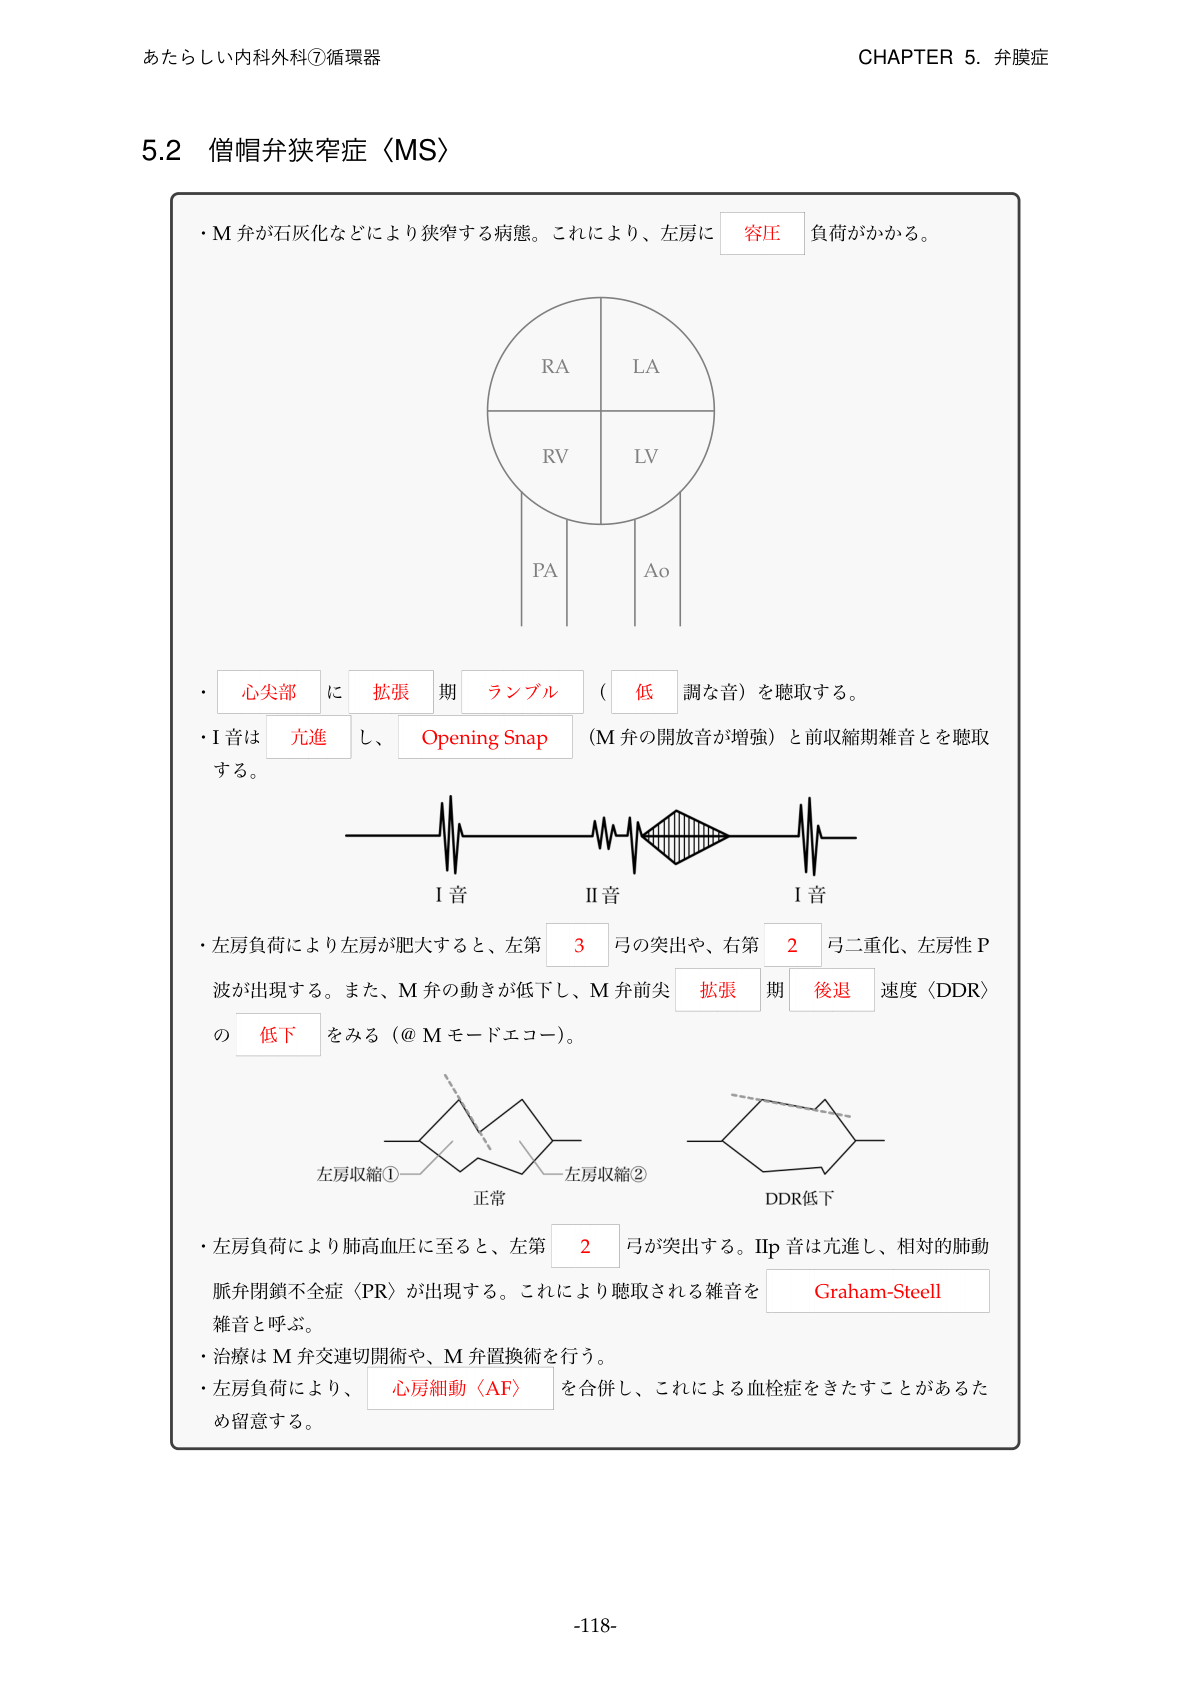 あたらしい内科外科⑦循環器 CHAPTER 5. 弁膜症
5.2 僧帽弁狭窄症〈MS〉
・M 弁が石灰化などにより狭窄する病態。これにより、左房に 容圧 負荷がかかる。
RA LA
RV LV
PA Ao
・ 心尖部 に 拡張 期 ランブル （ 低 調な音）を聴取する。
・I 音は 亢進 し、 Opening Snap （M 弁の開放音が増強）と前収縮期雑音とを聴取
する。
I 音 II 音 I 音
・左房負荷により左房が肥大すると、左第 3 弓の突出や、右第 2 弓二重化、左房性 P
波が出現する。また、M 弁の動きが低下し、M 弁前尖 拡張 期 後退 速度〈DDR〉
の 低下 をみる（@ M モードエコー）。
左房収縮① 左房収縮②
正常 DDR低下
・左房負荷により肺高血圧に至ると、左第 2 弓が突出する。IIp 音は亢進し、相対的肺動
脈弁閉鎖不全症〈PR〉が出現する。これにより聴取される雑音を Graham-Steell
雑音と呼ぶ。
・治療は M 弁交連切開術や、M 弁置換術を行う。
・左房負荷により、 心房細動〈AF〉 を合併し、これによる血栓症をきたすことがあるた
め留意する。
-118-